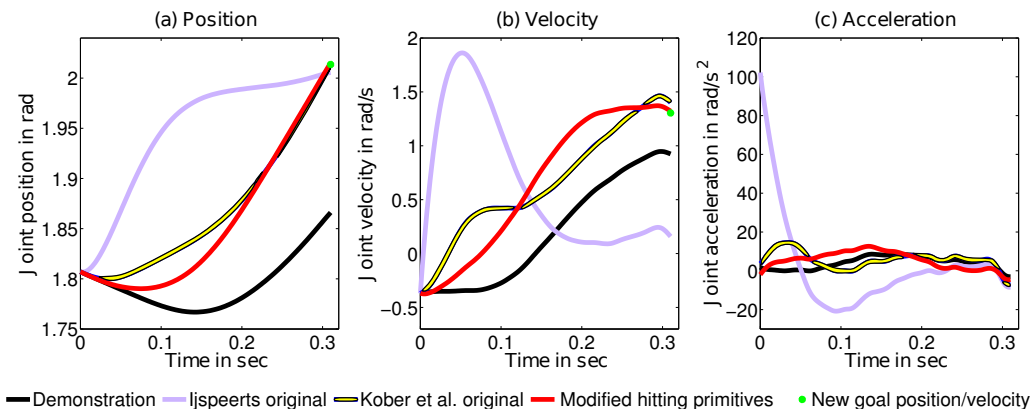 (a) Position
(b) Velocity
(c) Acceleration
Joint position in rad
2
1.95
1.9
1.85
1.8
1.75
0
0.1
0.2
0.3
Time in sec
Joint velocity in rad/s
2
1.5
1
0.5
0
−0.5
0
0.1
0.2
0.3
Time in sec
Joint acceleration in rad/s²
120
100
80
60
40
20
0
−20
0
0.1
0.2
0.3
Time in sec
Demonstration
Ijspeerts original
Kober et al. original
Modified hitting primitives
New goal position/velocity